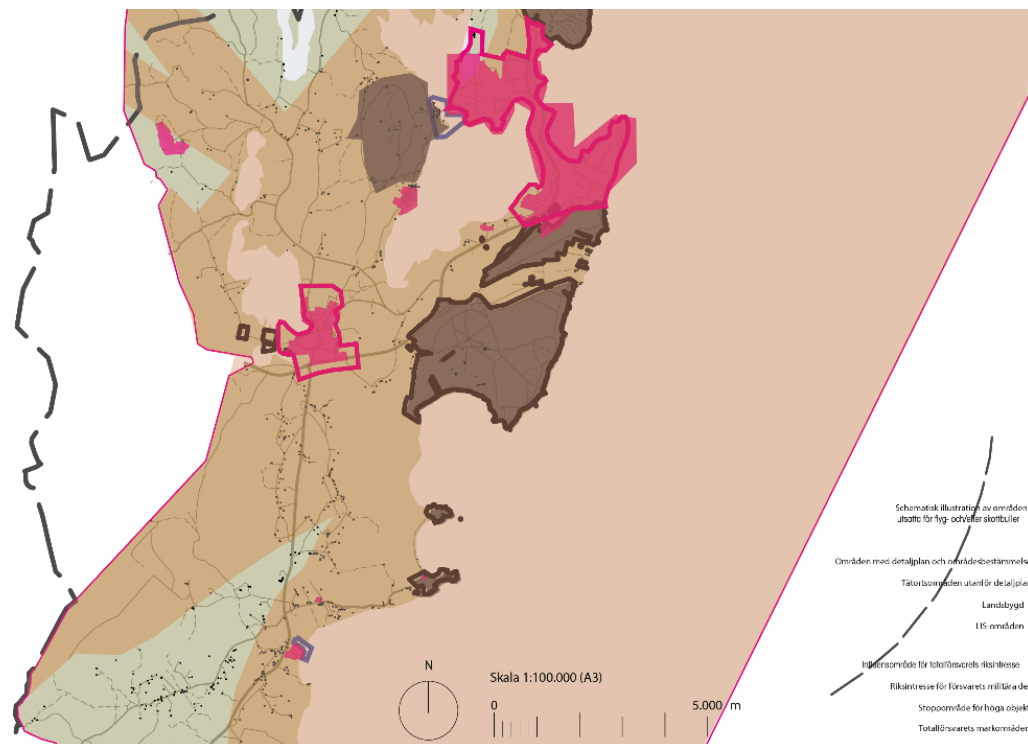 N
Skala 1:100.000 (A3)
0
5.000 m
Schematisk illustration av områden
utsatta för flyg- och/eller skottbuller
Områden med detaljplan och områdesbestämmelse
Tätortsområden utanför detaljplan
Landsbygd
LIS-områden
Influensområde för totalförsvarets riksintresse
Riksintresse för försvarets militära de
Stoppområde för höga objekt
Totalförsvarets markområden